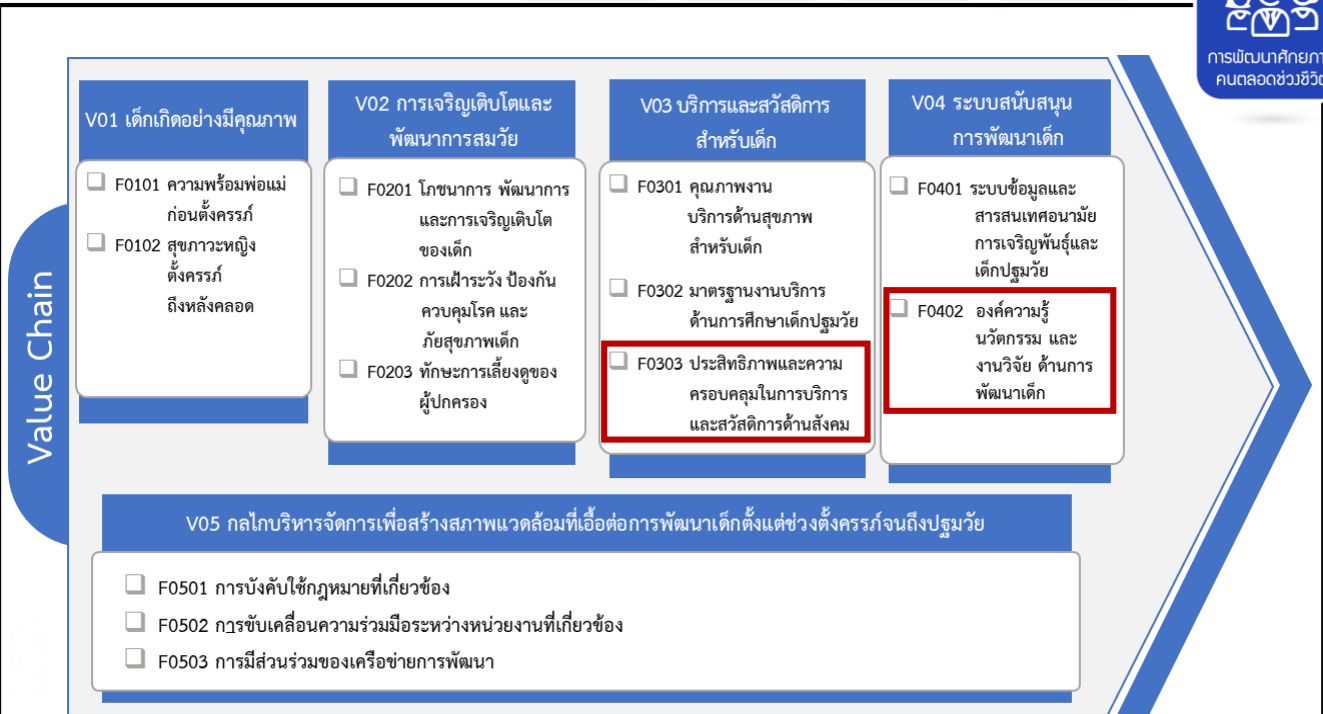 การพัฒนาศักยภา
คนตลอดช่วงชีวิต
Value Chain
V01 เด็กเกิดอย่างมีคุณภาพ
F0101 ความพร้อมพ่อแม่
ก่อนตั้งครรภ์
F0102 สุขภาวะหญิง
ตั้งครรภ์
ถึงหลังคลอด
V02 การเจริญเติบโตและ
พัฒนาการสมวัย
F0201 โภชนาการ พัฒนาการ
และการเจริญเติบโต
ของเด็ก
F0202 การเฝ้าระวัง ป้องกัน
ควบคุมโรค และ
ภัยสุขภาพเด็ก
F0203 ทักษะการเลี้ยงดูของ
ผู้ปกครอง
V03 บริการและสวัสดิการ
สำหรับเด็ก
F0301 คุณภาพงาน
บริการด้านสุขภาพ
สำหรับเด็ก
F0302 มาตรฐานงานบริการ
ด้านการศึกษาเด็กปฐมวัย
F0303 ประสิทธิภาพและความ
ครอบคลุมในการบริการ
และสวัสดิการด้านสังคม
V04 ระบบสนับสนุน
การพัฒนาเด็ก
F0401 ระบบข้อมูลและ
สารสนเทศอนามัย
การเจริญพันธุ์และ
เด็กปฐมวัย
F0402 องค์ความรู้
นวัตกรรม และ
งานวิจัย ด้านการ
พัฒนาเด็ก
V05 กลไกบริหารจัดการเพื่อสร้างสภาพแวดล้อมที่เอื้อต่อการพัฒนาเด็กตั้งแต่ช่วงตั้งครรภ์จนถึงปฐมวัย
F0501 การบังคับใช้กฎหมายที่เกี่ยวข้อง
F0502 การขับเคลื่อนความร่วมมือระหว่างหน่วยงานที่เกี่ยวข้อง
F0503 การมีส่วนร่วมของเครือข่ายการพัฒนา